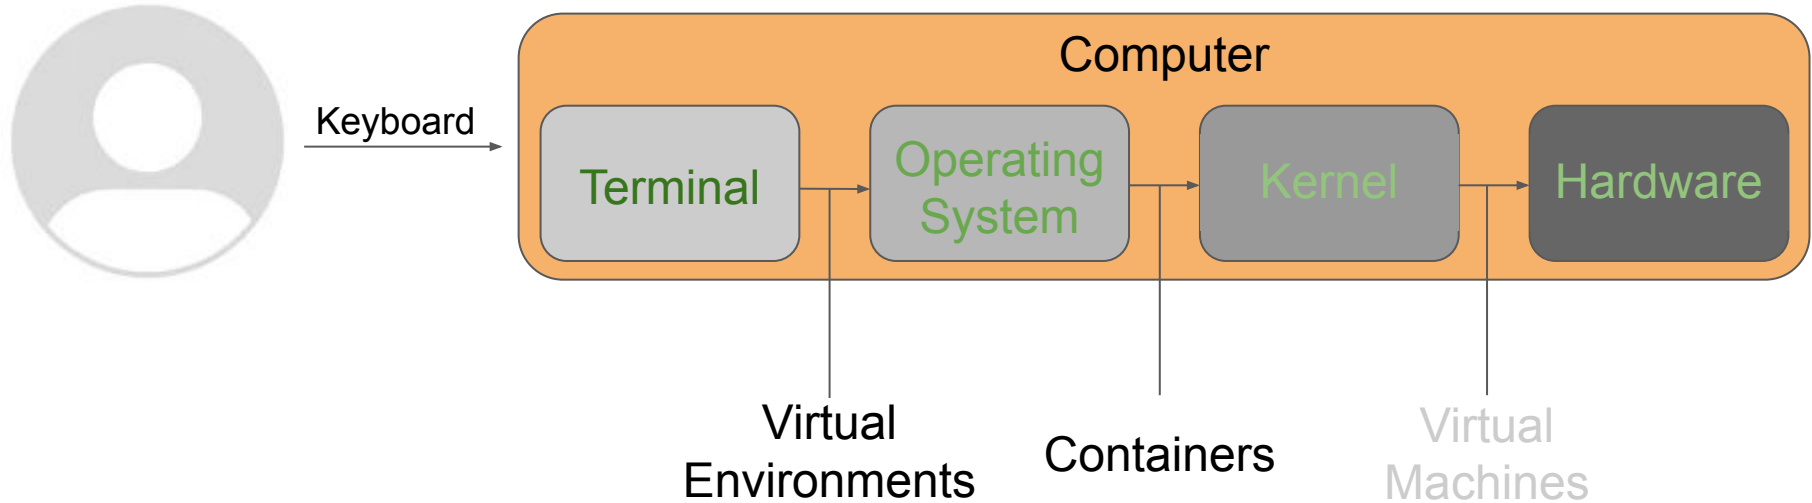 Computer
Keyboard
Terminal
Operating
System
Kernel
Hardware
Virtual
Environments
Containers
Virtual
Machines